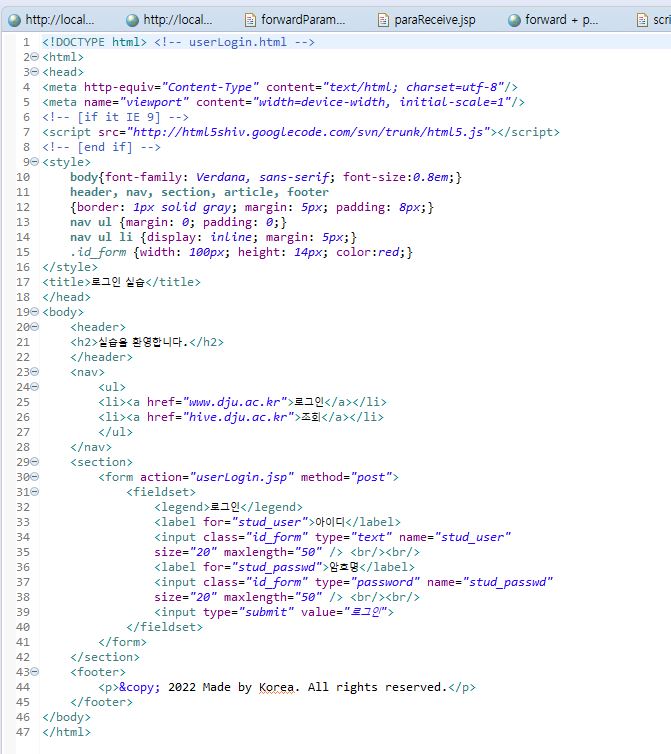 http://local... http://local... forwardParam... paraReceive.jsp forward + p... scri
1 <!DOCTYPE html> <!-- userLogin.html -->
2 <html>
3 <head>
4 <meta http-equiv="Content-Type" content="text/html; charset=utf-8"/>
5 <meta name="viewport" content="width=device-width, initial-scale=1"/>
6 <!-- [if it IE 9] -->
7 <script src="http://html5shiv.googlecode.com/svn/trunk/html5.js"></script>
8 <!-- [end if] -->
9 <style>
10 body{font-family: Verdana, sans-serif; font-size:0.8em;}
11 header, nav, section, article, footer
12 {border: 1px solid gray; margin: 5px; padding: 8px;}
13 nav ul {margin: 0; padding: 0;}
14 nav ul li {display: inline; margin: 5px;}
15 .id_form {width: 100px; height: 14px; color:red;}
16 </style>
17 <title>로그인 실습</title>
18 </head>
19 <body>
20 <header>
21 <h2>실습을 환영합니다.</h2>
22 </header>
23 <nav>
24 <ul>
25 <li><a href="www.dju.ac.kr">로그인</a></li>
26 <li><a href="hive.dju.ac.kr">조회</a></li>
27 </ul>
28 </nav>
29 <section>
30 <form action="userLogin.jsp" method="post">
31 <fieldset>
32 <legend>로그인</legend>
33 <label for="stud_user">아이디</label>
34 <input class="id_form" type="text" name="stud_user"
35 size="20" maxlength="50" /> <br/><br/>
36 <label for="stud_passwd">암호명</label>
37 <input class="id_form" type="password" name="stud_passwd"
38 size="20" maxlength="50" /> <br/><br/>
39 <input type="submit" value="로그인">
40 </fieldset>
41 </form>
42 </section>
43 <footer>
44 <p>&copy; 2022 Made by Korea. All rights reserved.</p>
45 </footer>
46 </body>
47 </html>